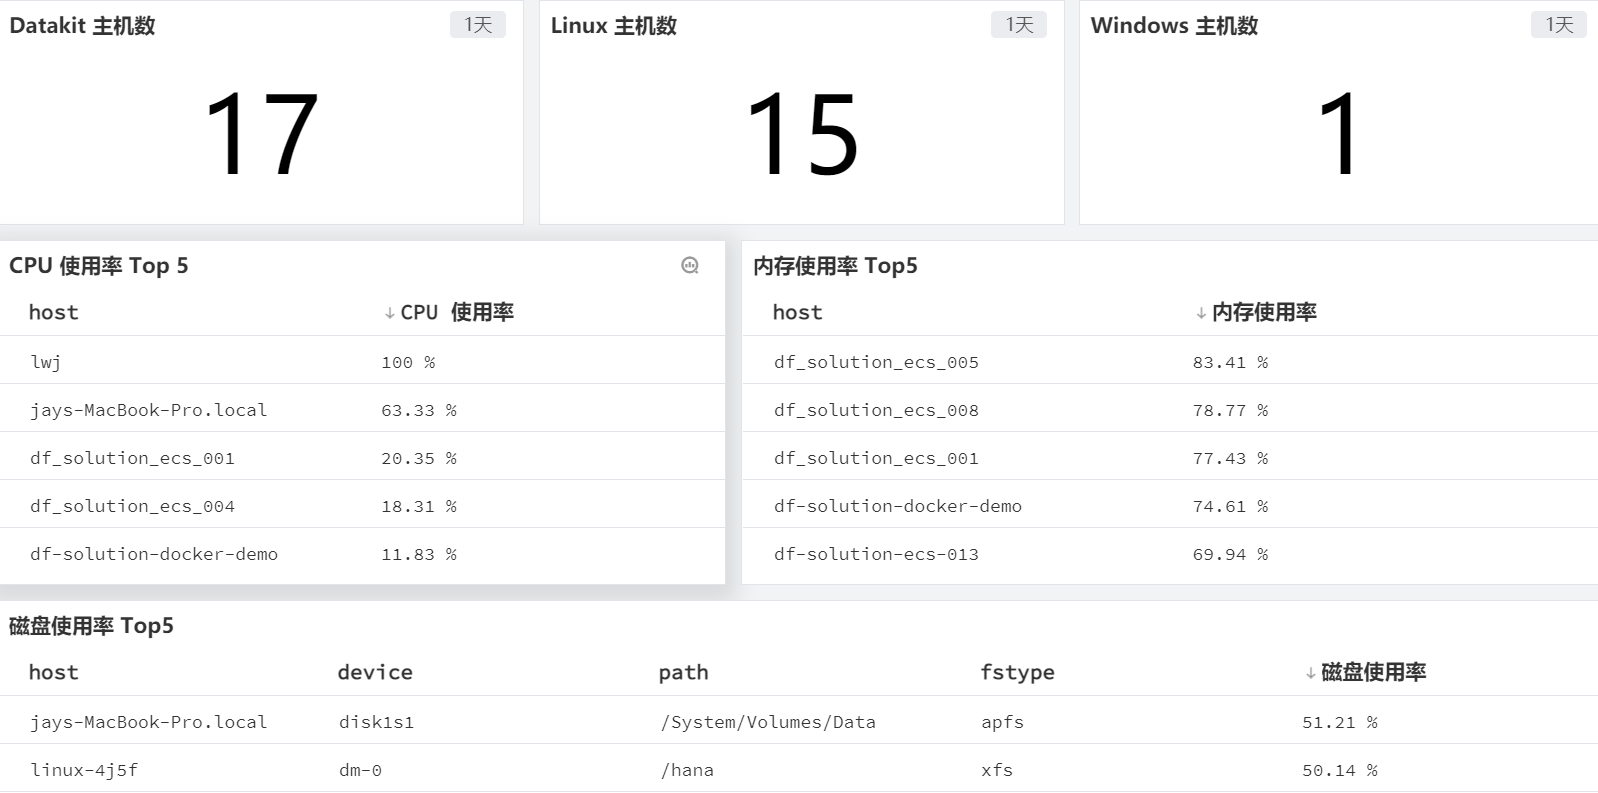 Datakit 主机数 1天
Linux 主机数 1天
Windows 主机数 1天
17
15
1
CPU 使用率 Top 5
host ↓CPU 使用率
lwj 100 %
jays-MacBook-Pro.local 63.33 %
df_solution_ecs_001 20.35 %
df_solution_ecs_004 18.31 %
df-solution-docker-demo 11.83 %
内存使用率 Top5
host ↓内存使用率
df_solution_ecs_005 83.41 %
df_solution_ecs_008 78.77 %
df_solution_ecs_001 77.43 %
df-solution-docker-demo 74.61 %
df-solution-ecs-013 69.94 %
磁盘使用率 Top5
host device path fstype ↓磁盘使用率
jays-MacBook-Pro.local disk1s1 /System/Volumes/Data apfs 51.21 %
linux-4j5f dm-0 /hana xfs 50.14 %